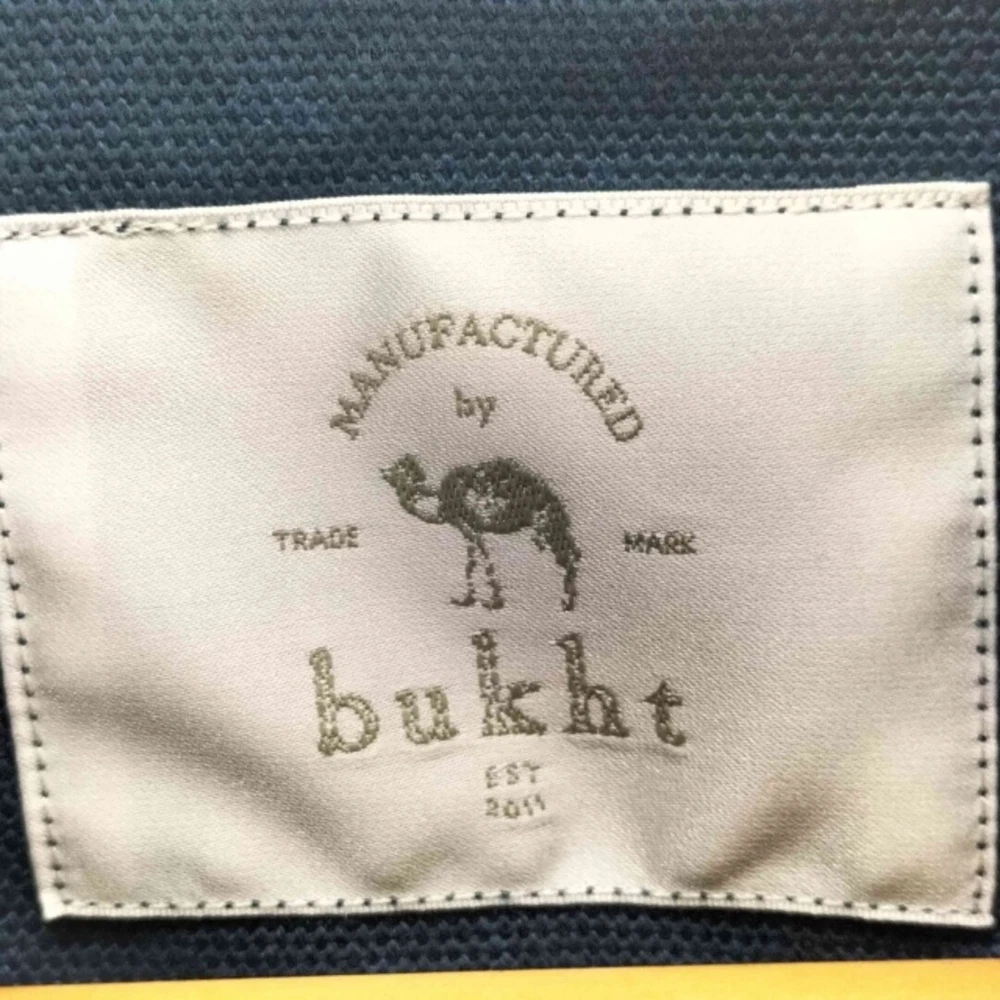 MANUFACTURED
by
TRADE MARK
bukht
EST
2011